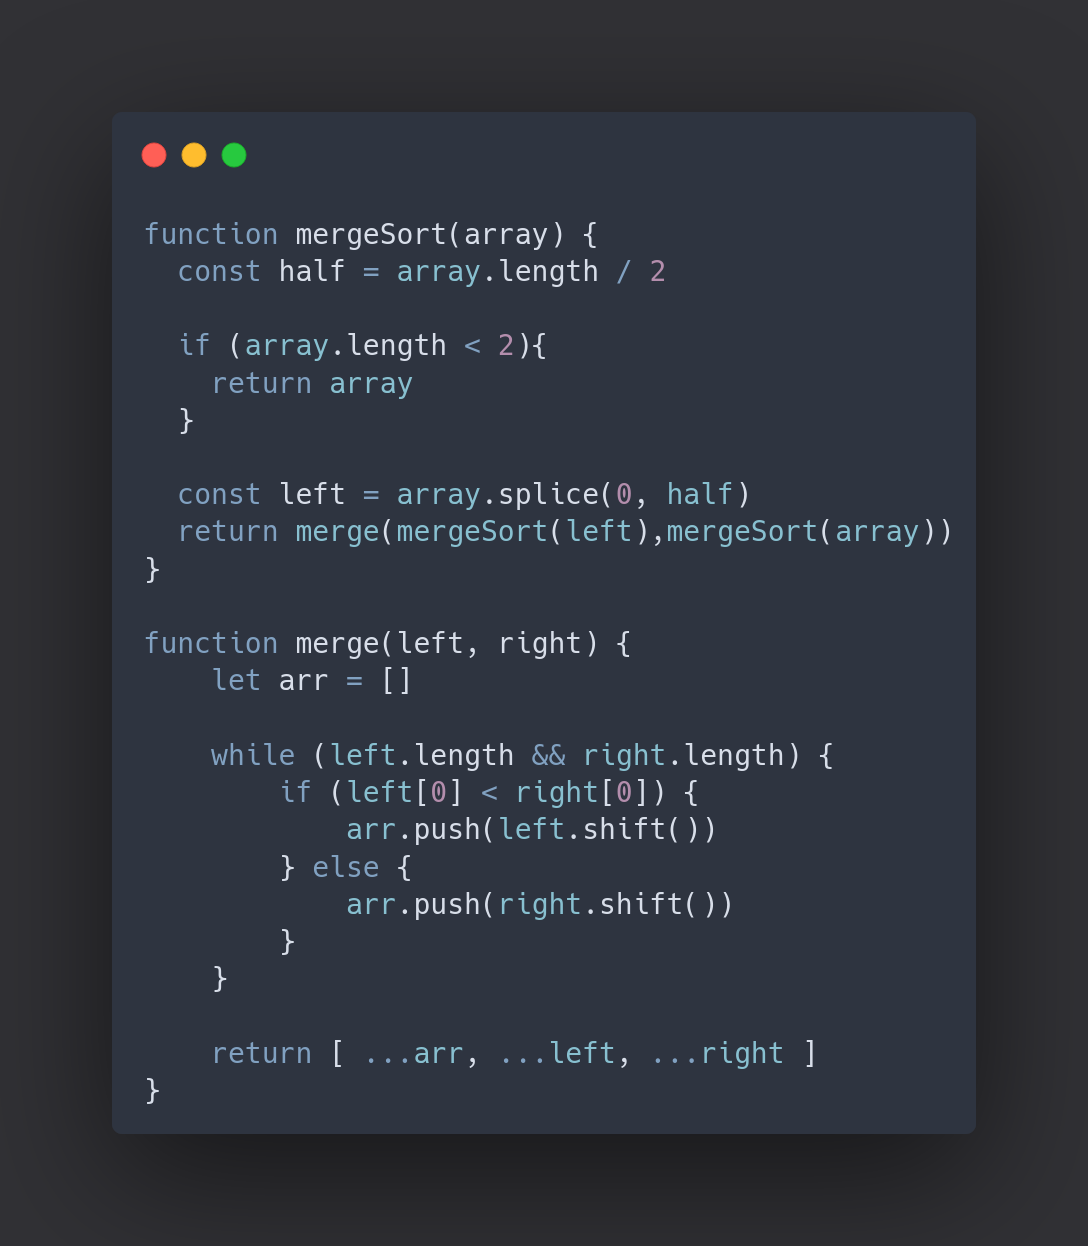 function mergeSort(array) {
  const half = array.length / 2

  if (array.length < 2){
    return array
  }

  const left = array.splice(0, half)
  return merge(mergeSort(left),mergeSort(array))
}

function merge(left, right) {
    let arr = []

    while (left.length && right.length) {
        if (left[0] < right[0]) {
            arr.push(left.shift())
        } else {
            arr.push(right.shift())
        }
    }

    return [ ...arr, ...left, ...right ]
}